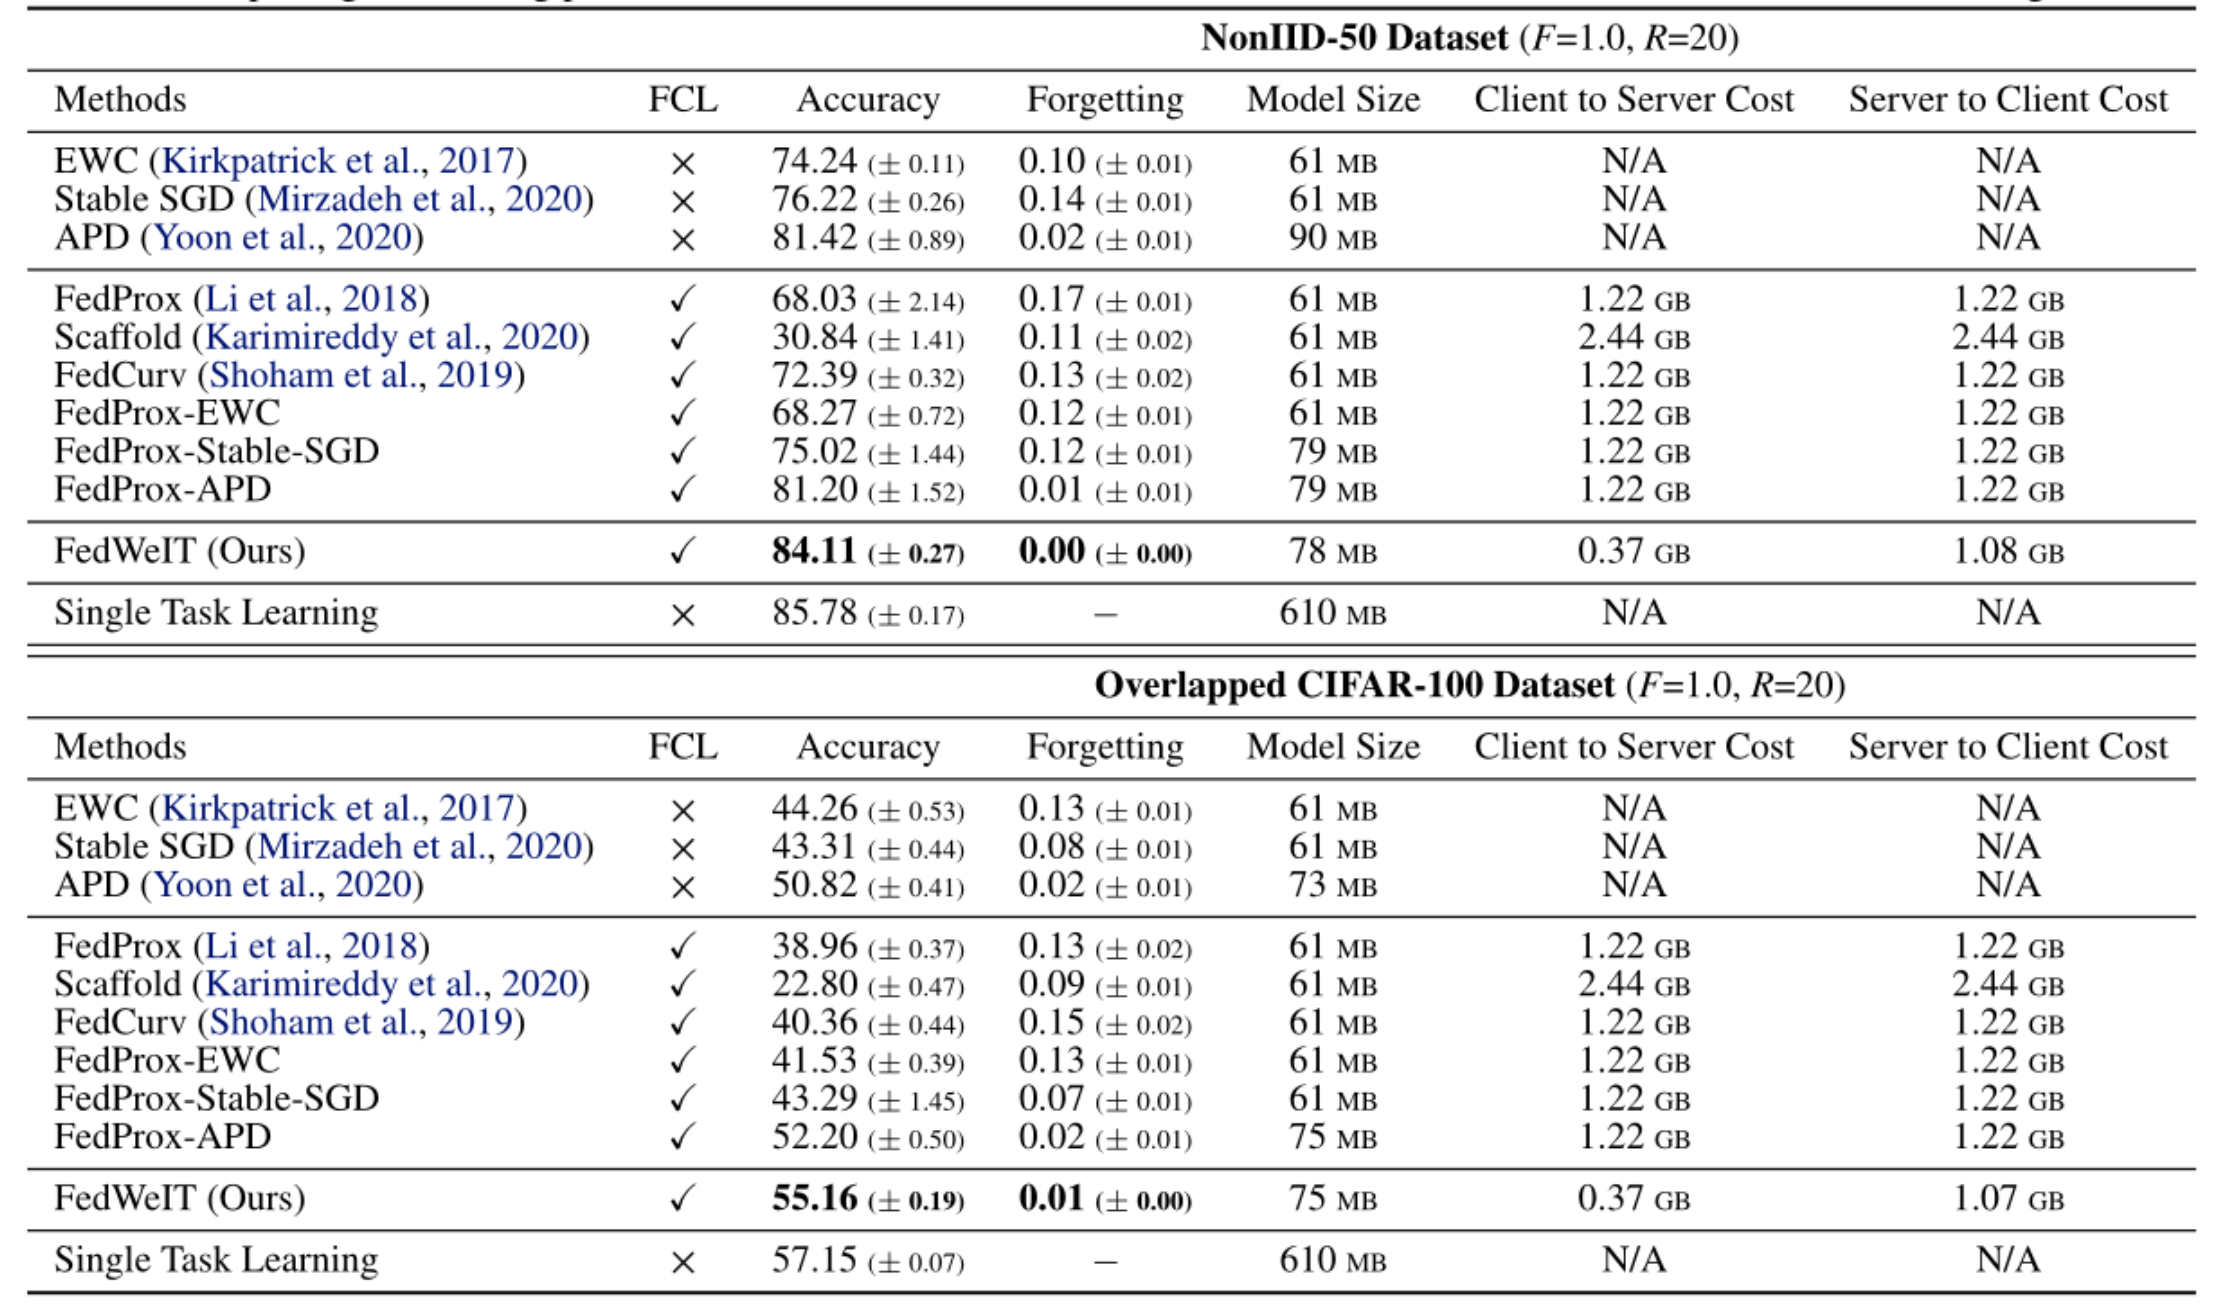 NonIID-50 Dataset (F=1.0, R=20)
Methods FCL Accuracy Forgetting Model Size Client to Server Cost Server to Client Cost
EWC (Kirkpatrick et al., 2017) × 74.24 (± 0.11) 0.10 (± 0.01) 61 MB N/A N/A
Stable SGD (Mirzadeh et al., 2020) × 76.22 (± 0.26) 0.14 (± 0.01) 61 MB N/A N/A
APD (Yoon et al., 2020) × 81.42 (± 0.89) 0.02 (± 0.01) 90 MB N/A N/A
FedProx (Li et al., 2018) ✓ 68.03 (± 2.14) 0.17 (± 0.01) 61 MB 1.22 GB 1.22 GB
Scaffold (Karimireddy et al., 2020) ✓ 30.84 (± 1.41) 0.11 (± 0.02) 61 MB 2.44 GB 2.44 GB
FedCurv (Shoham et al., 2019) ✓ 72.39 (± 0.32) 0.13 (± 0.02) 61 MB 1.22 GB 1.22 GB
FedProx-EWC ✓ 68.27 (± 0.72) 0.12 (± 0.01) 61 MB 1.22 GB 1.22 GB
FedProx-Stable-SGD ✓ 75.02 (± 1.44) 0.12 (± 0.01) 79 MB 1.22 GB 1.22 GB
FedProx-APD ✓ 81.20 (± 1.52) 0.01 (± 0.01) 79 MB 1.22 GB 1.22 GB
FedWeIT (Ours) ✓ 84.11 (± 0.27) 0.00 (± 0.00) 78 MB 0.37 GB 1.08 GB
Single Task Learning × 85.78 (± 0.17) – 610 MB N/A N/A
Overlapped CIFAR-100 Dataset (F=1.0, R=20)
Methods FCL Accuracy Forgetting Model Size Client to Server Cost Server to Client Cost
EWC (Kirkpatrick et al., 2017) × 44.26 (± 0.53) 0.13 (± 0.01) 61 MB N/A N/A
Stable SGD (Mirzadeh et al., 2020) × 43.31 (± 0.44) 0.08 (± 0.01) 61 MB N/A N/A
APD (Yoon et al., 2020) × 50.82 (± 0.41) 0.02 (± 0.01) 73 MB N/A N/A
FedProx (Li et al., 2018) ✓ 38.96 (± 0.37) 0.13 (± 0.02) 61 MB 1.22 GB 1.22 GB
Scaffold (Karimireddy et al., 2020) ✓ 22.80 (± 0.47) 0.09 (± 0.01) 61 MB 2.44 GB 2.44 GB
FedCurv (Shoham et al., 2019) ✓ 40.36 (± 0.44) 0.15 (± 0.02) 61 MB 1.22 GB 1.22 GB
FedProx-EWC ✓ 41.53 (± 0.39) 0.13 (± 0.01) 61 MB 1.22 GB 1.22 GB
FedProx-Stable-SGD ✓ 43.29 (± 1.45) 0.07 (± 0.01) 61 MB 1.22 GB 1.22 GB
FedProx-APD ✓ 52.20 (± 0.50) 0.02 (± 0.01) 75 MB 1.22 GB 1.22 GB
FedWeIT (Ours) ✓ 55.16 (± 0.19) 0.01 (± 0.00) 75 MB 0.37 GB 1.07 GB
Single Task Learning × 57.15 (± 0.07) – 610 MB N/A N/A